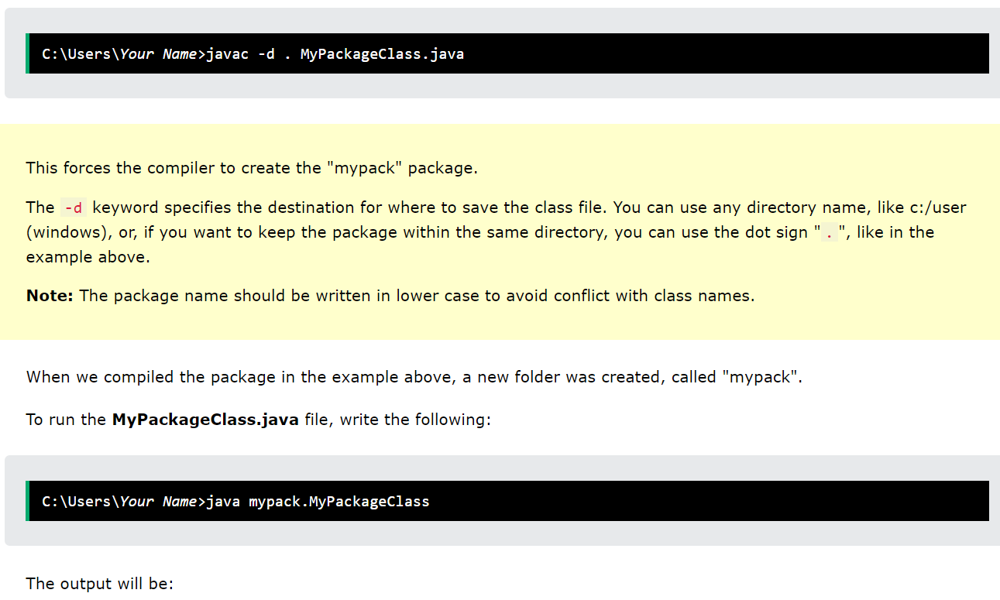 C:\Users\Your Name>javac -d . MyPackageClass.java
This forces the compiler to create the "mypack" package.
The -d keyword specifies the destination for where to save the class file. You can use any directory name, like c:/user
(windows), or, if you want to keep the package within the same directory, you can use the dot sign ".", like in the
example above.
Note: The package name should be written in lower case to avoid conflict with class names.
When we compiled the package in the example above, a new folder was created, called "mypack".
To run the MyPackageClass.java file, write the following:
C:\Users\Your Name>java mypack.MyPackageClass
The output will be: